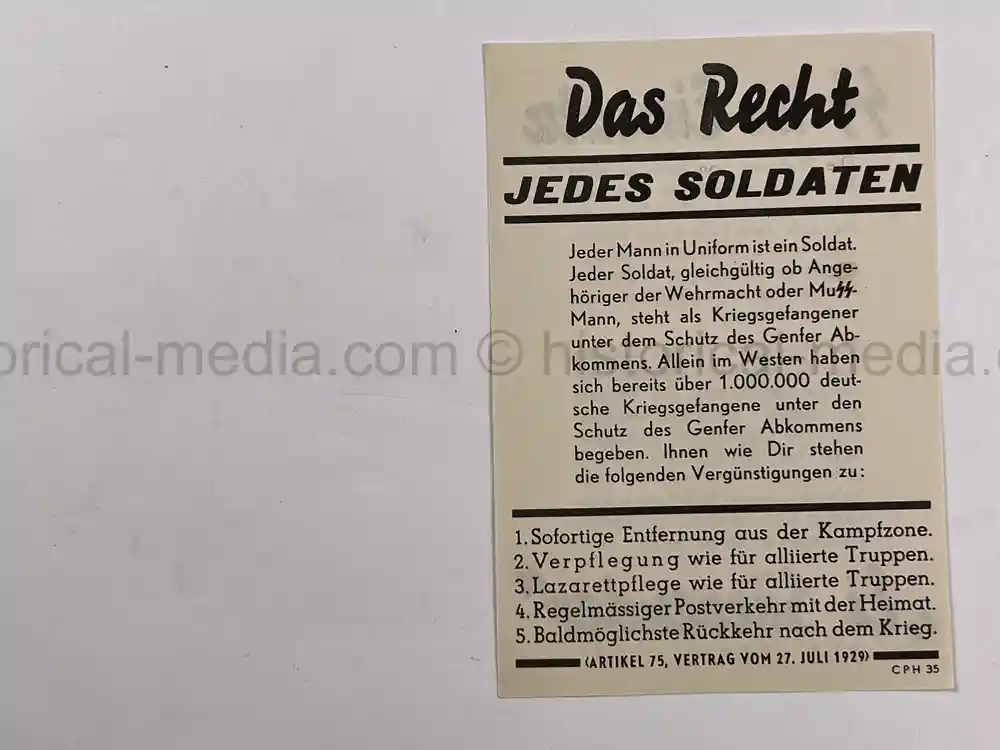 Das Recht
JEDES SOLDATEN
Jeder Mann in Uniform ist ein Soldat.
Jeder Soldat, gleichgültig ob Ange-
höriger der Wehrmacht oder MuSS-
Mann, steht als Kriegsgefangener
unter dem Schutz des Genfer Ab-
kommens. Allein im Westen haben
sich bereits über 1.000.000 deut-
sche Kriegsgefangene unter den
Schutz des Genfer Abkommens
begeben. Ihnen wie Dir stehen
die folgenden Vergünstigungen zu:
1. Sofortige Entfernung aus der Kampfzone.
2. Verpflegung wie für alliierte Truppen.
3. Lazarettpflege wie für alliierte Truppen.
4. Regelmässiger Postverkehr mit der Heimat.
5. Baldmöglichste Rückkehr nach dem Krieg.
(ARTIKEL 75, VERTRAG VOM 27. JULI 1929)
CPH 35
orical-media.com © historical-media.c